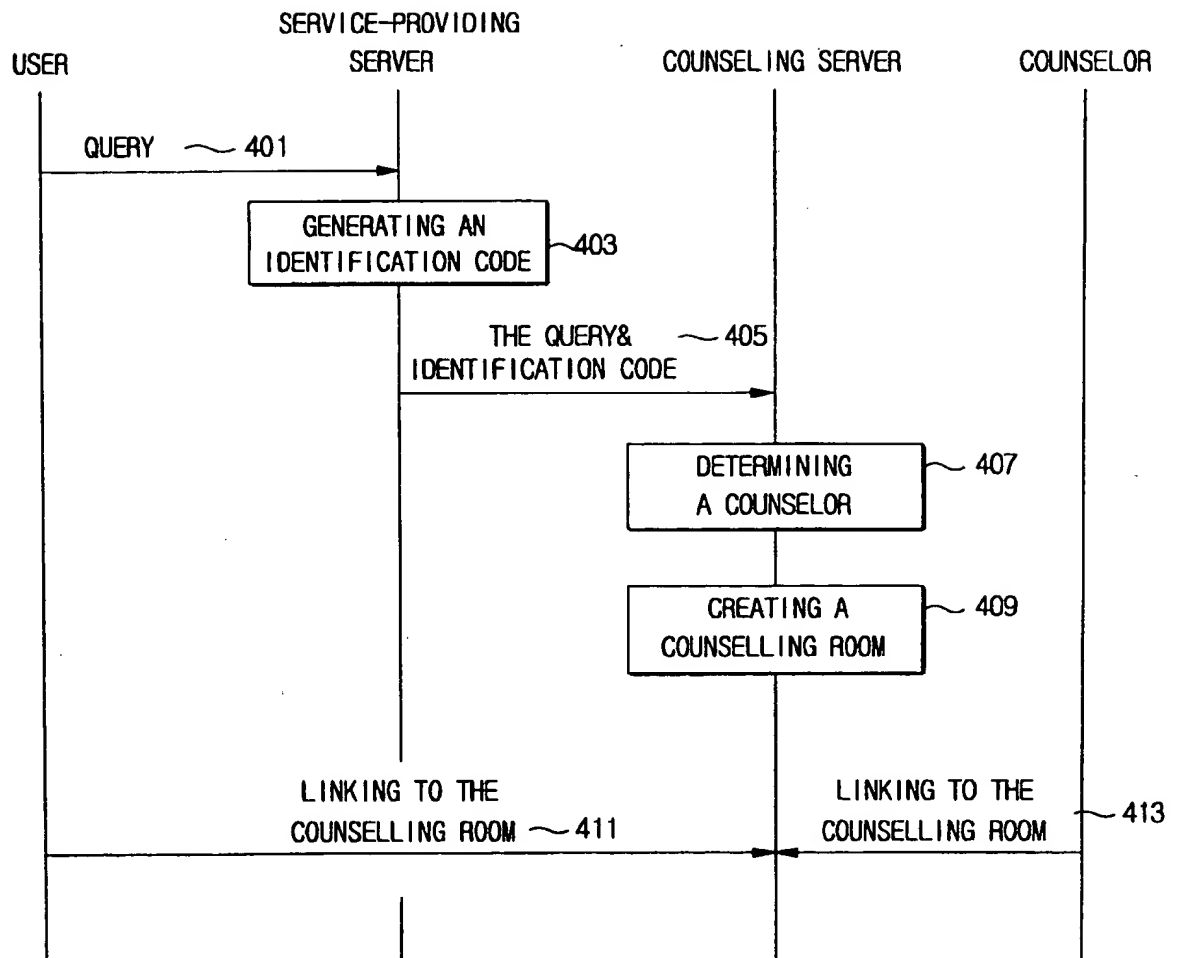 SERVICE-PROVIDING
USER SERVER COUNSELING SERVER COUNSELOR
QUERY 401
GENERATING AN
IDENTIFICATION CODE
403
THE QUERY& 405
IDENTIFICATION CODE
DETERMINING
A COUNSELOR
407
CREATING A
COUNSELLING ROOM
409
LINKING TO THE
COUNSELLING ROOM 411
LINKING TO THE
COUNSELLING ROOM
413